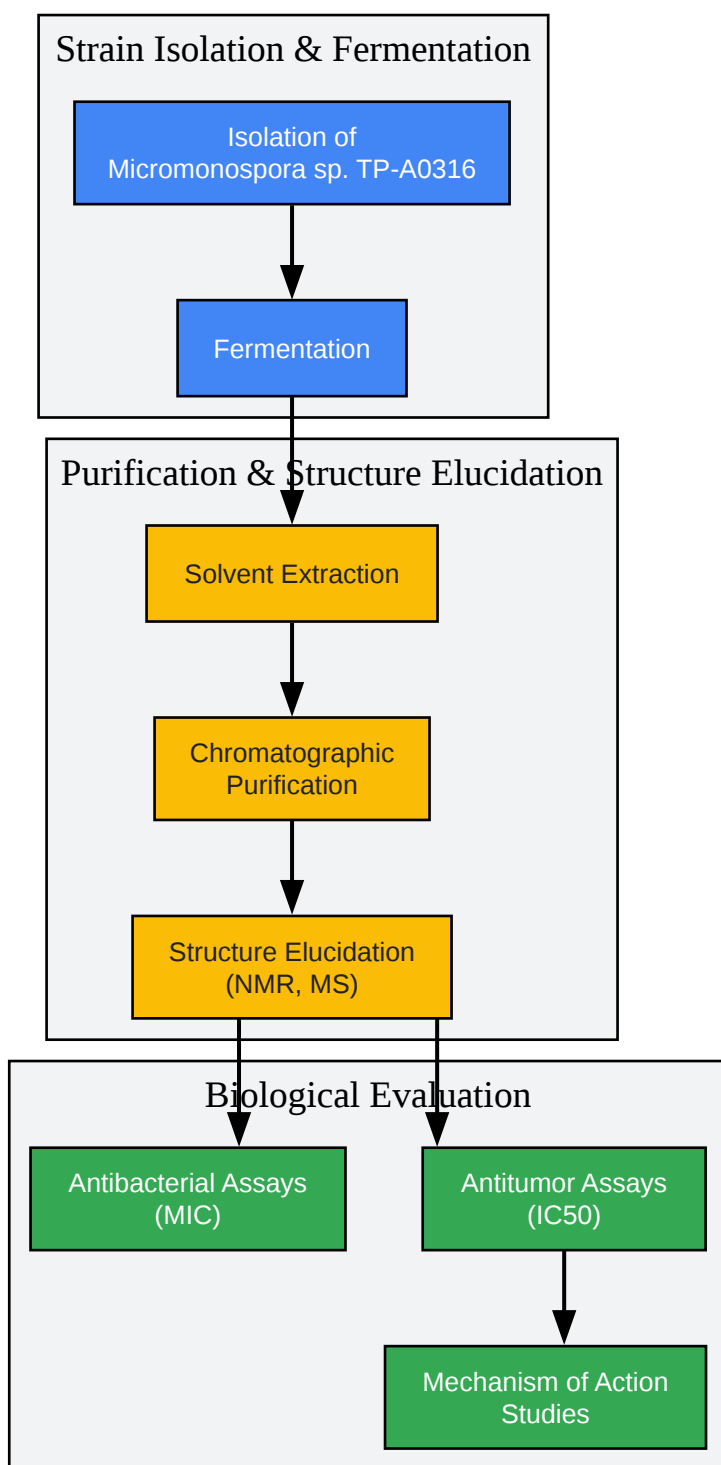 Strain Isolation & Fermentation
Isolation of
Micromonospora sp. TP-A0316
Fermentation
Purification & Structure Elucidation
Solvent Extraction
Chromatographic
Purification
Structure Elucidation
(NMR, MS)
Biological Evaluation
Antibacterial Assays
(MIC)
Antitumor Assays
(IC50)
Mechanism of Action
Studies